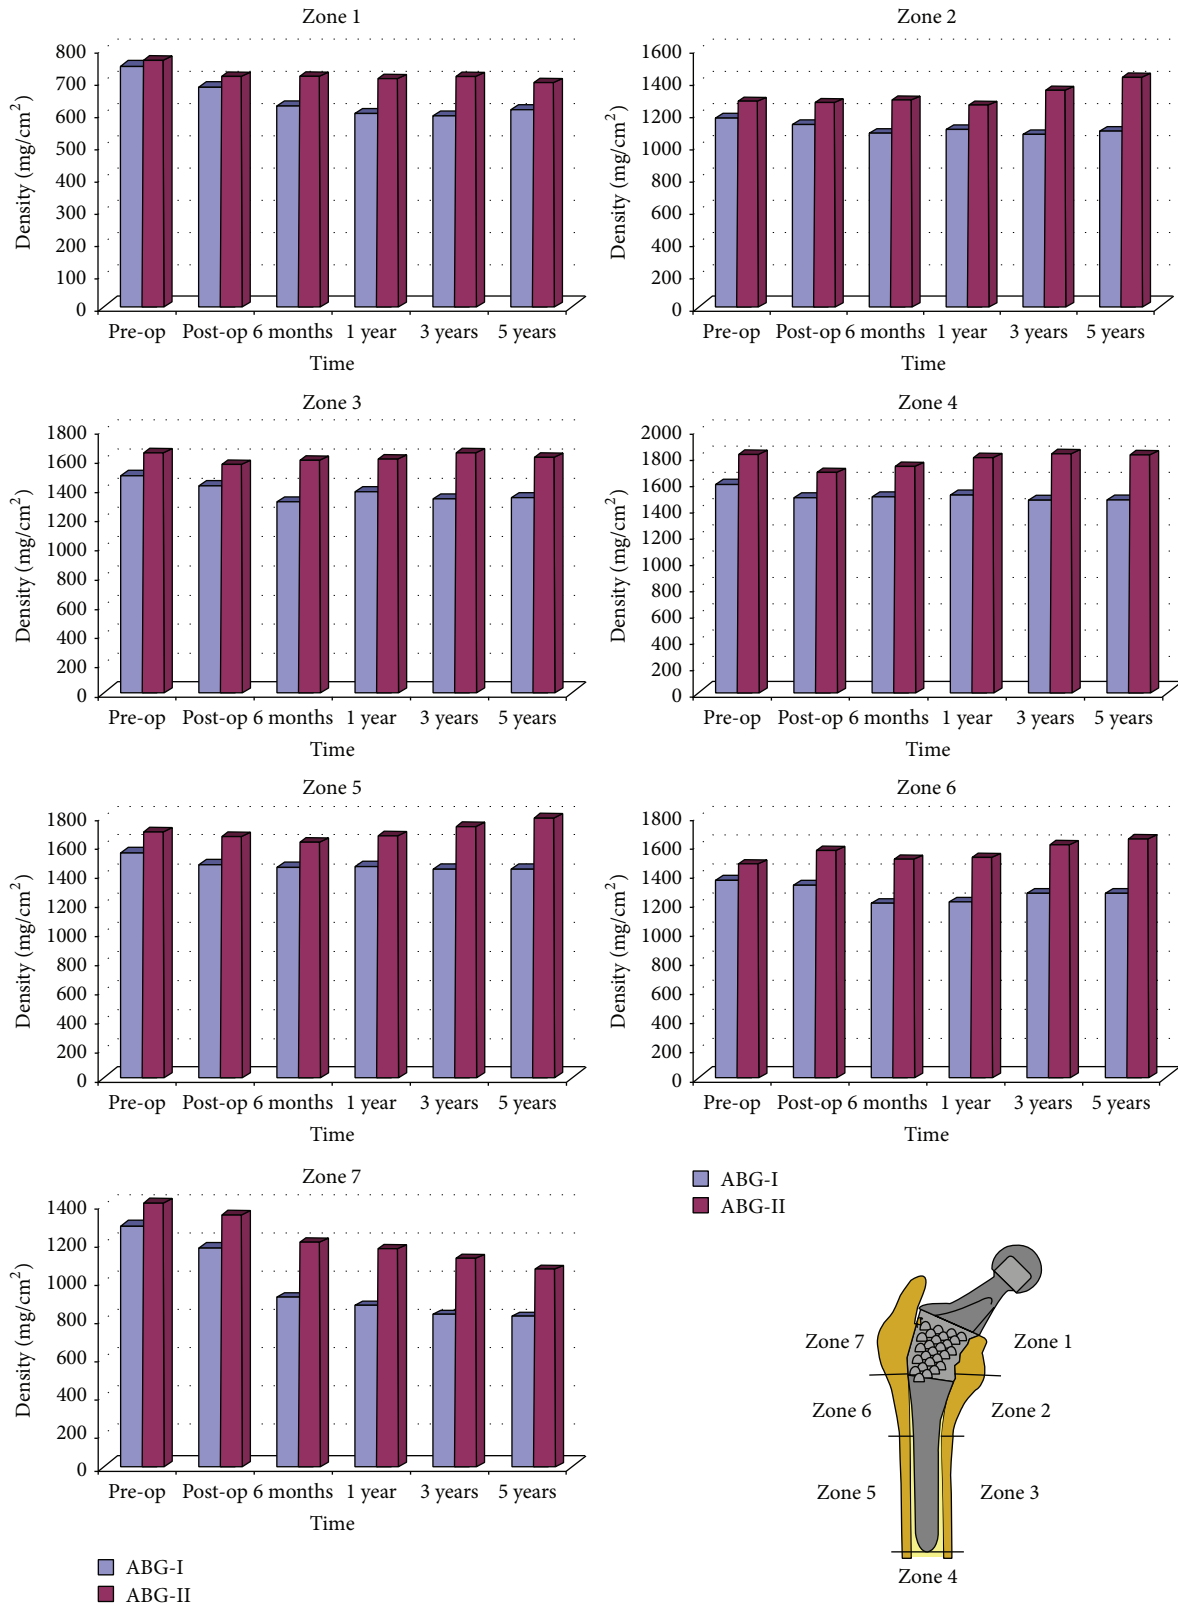 Zone 1
800
700
600
500
400
300
200
100
0
Density (mg/cm²)
Pre-op Post-op 6 months 1 year 3 years 5 years
Time
Zone 2
1600
1400
1200
1000
800
600
400
200
0
Density (mg/cm²)
Pre-op Post-op 6 months 1 year 3 years 5 years
Time
Zone 3
1800
1600
1400
1200
1000
800
600
400
200
0
Density (mg/cm²)
Pre-op Post-op 6 months 1 year 3 years 5 years
Time
Zone 4
2000
1800
1600
1400
1200
1000
800
600
400
200
0
Density (mg/cm²)
Pre-op Post-op 6 months 1 year 3 years 5 years
Time
Zone 5
1800
1600
1400
1200
1000
800
600
400
200
0
Density (mg/cm²)
Pre-op Post-op 6 months 1 year 3 years 5 years
Time
Zone 6
1800
1600
1400
1200
1000
800
600
400
200
0
Density (mg/cm²)
Pre-op Post-op 6 months 1 year 3 years 5 years
Time
Zone 7
1400
1200
1000
800
600
400
200
0
Density (mg/cm²)
Pre-op Post-op 6 months 1 year 3 years 5 years
Time
ABG-I
ABG-II
ABG-I
ABG-II
Zone 7
Zone 1
Zone 6
Zone 2
Zone 5
Zone 3
Zone 4